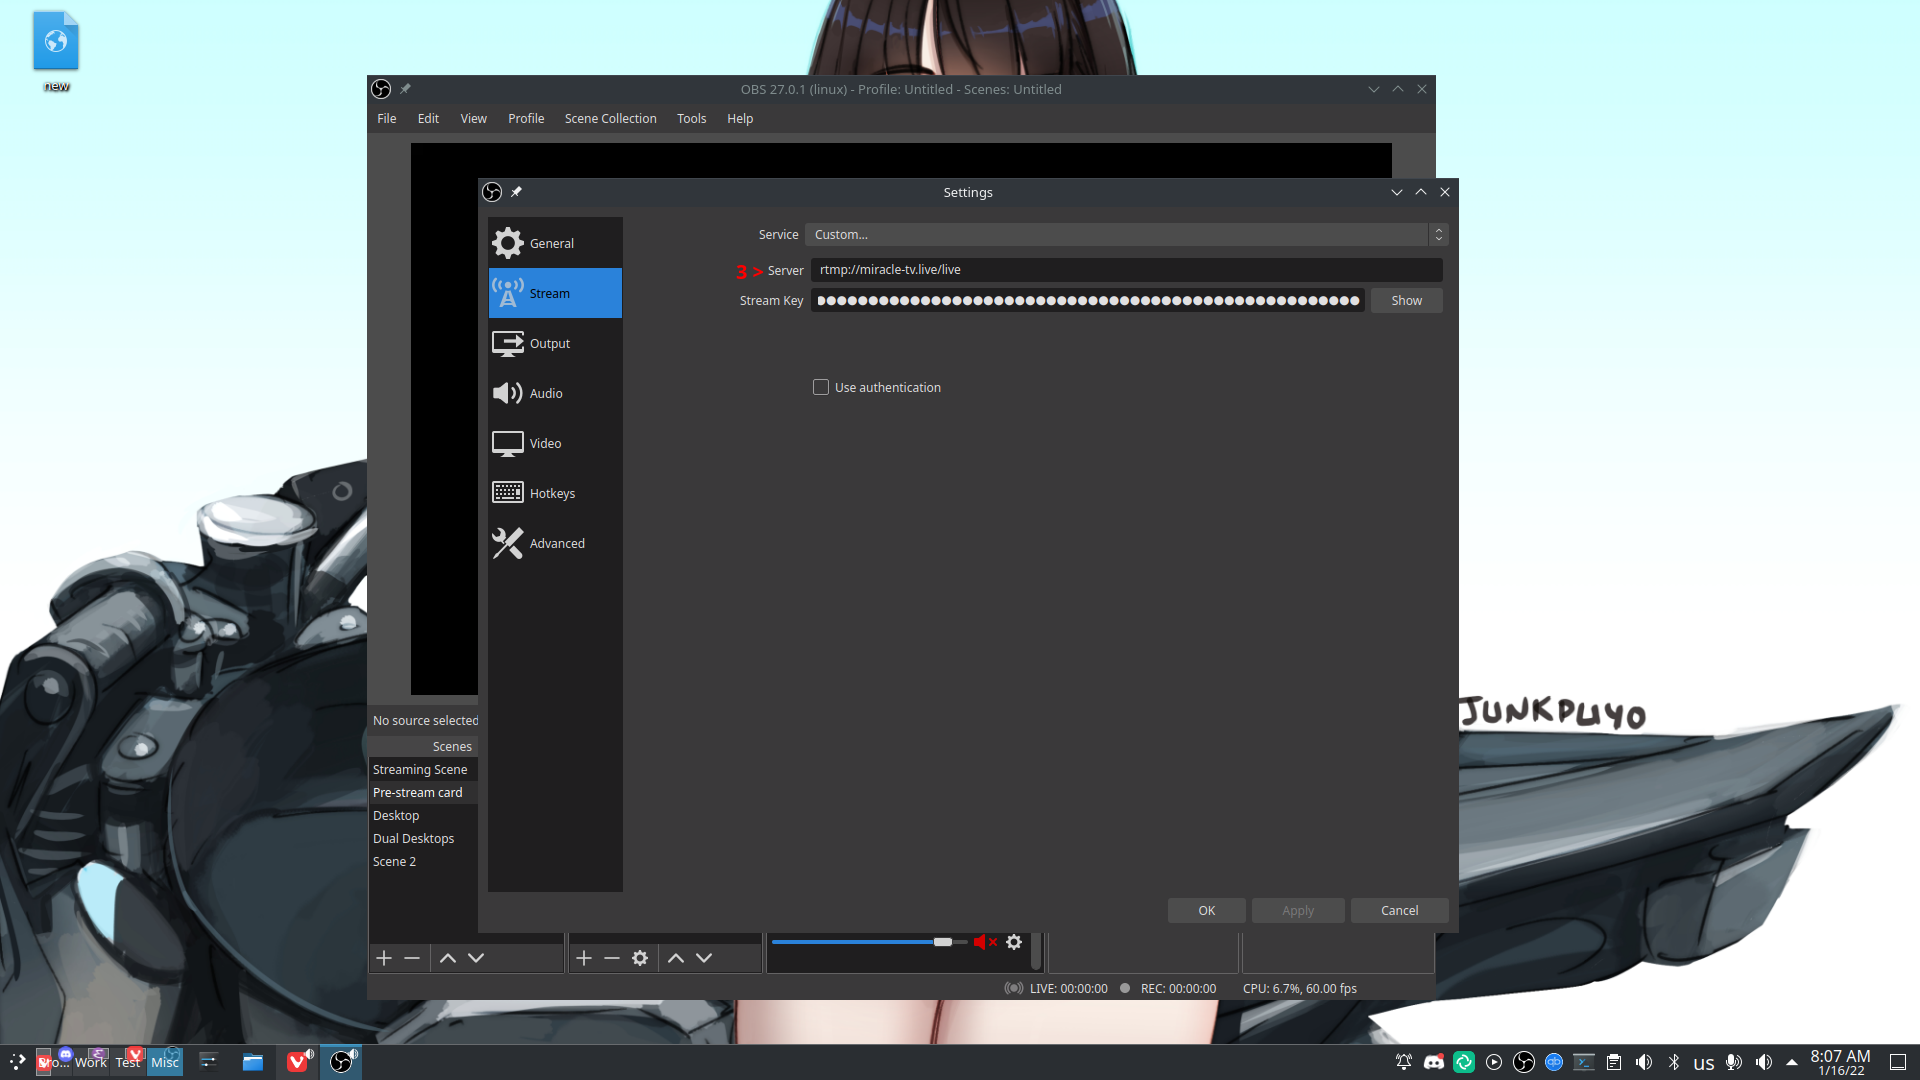 new
OBS 27.0.1 (linux) - Profile: Untitled - Scenes: Untitled
File Edit View Profile Scene Collection Tools Help
Settings
General
Stream
Output
Audio
Video
Hotkeys
Advanced
Service Custom...
3 > Server rtmp://miracle-tv.live/live
Stream Key Show
Use authentication
JUNKPUYO
No source selected
Scenes
Streaming Scene
Pre-stream card
Desktop
Dual Desktops
Scene 2
OK Apply Cancel
LIVE: 00:00:00 REC: 00:00:00 CPU: 6.7%, 60.00 fps
Work Test Misc
us
8:07 AM
1/16/22